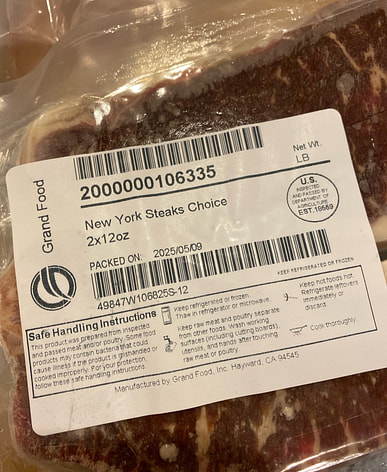 Grand Food
2000000106335
Net Wt.
LB
New York Steaks Choice
2x12oz
U.S.
INSPECTED
AND PASSED BY
DEPARTMENT OF
AGRICULTURE
EST.18669
PACKED ON: 2025/05/09
KEEP REFRIGERATED OR FROZEN
49847W106825S-12
Safe Handling Instructions
This product was prepared from inspected
and passed meat and/or poultry. Some food
products may contain bacteria that could
cause illness if the product is mishandled or
cooked improperly. For your protection,
follow these safe handling instructions.
Keep refrigerated or frozen.
Thaw in refrigerator or microwave.
Keep raw meat and poultry separate
from other foods. Wash working
surfaces (including cutting boards),
utensils, and hands after touching
raw meat or poultry.
Keep hot foods hot.
Refrigerate leftovers
immediately or
discard.
Cook thoroughly.
Manufactured by Grand Food, Inc. Hayward, CA 94545